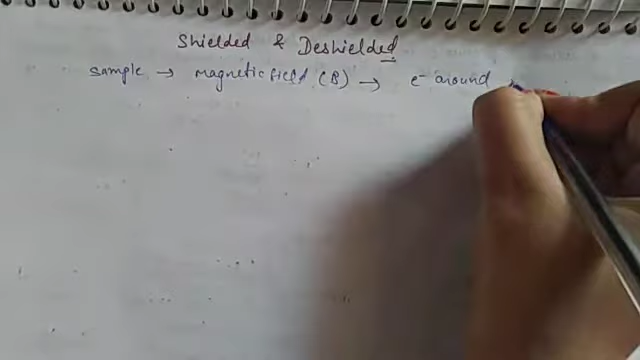 Shielded & Deshielded
sample → magnetic field (B) → e⁻ around